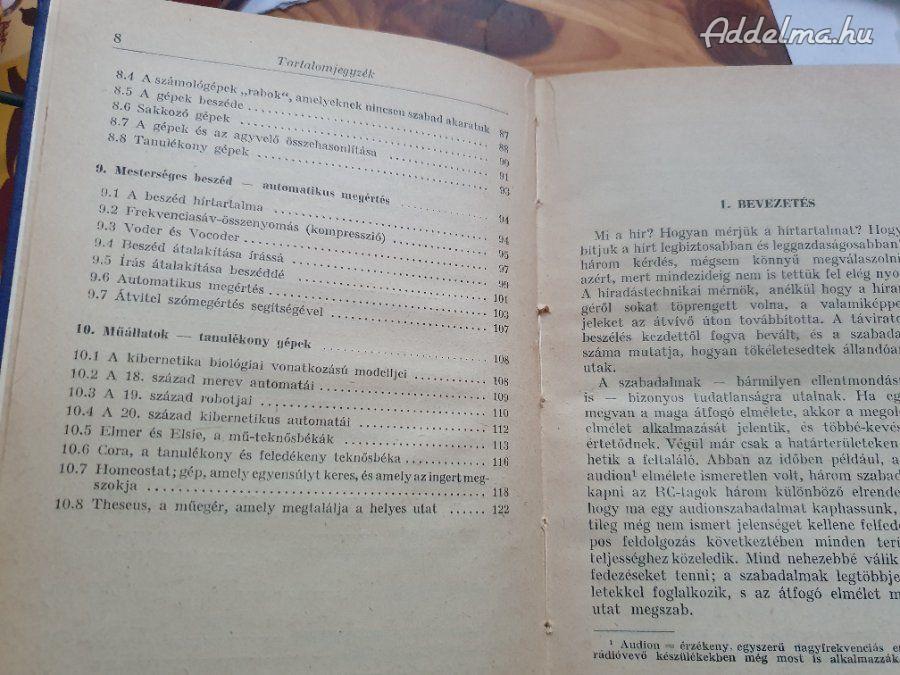 Addelma.hu
8
Tartalomjegyzék
8.4 A számológépek „rabok", amelyeknek nincsen szabad akaratuk 87
8.5 A gépek beszéde 88
8.6 Sakkozó gépek 90
8.7 A gépek és az agyvelő összehasonlítása 91
8.8 Tanulékony gépek 93
9. Mesterséges beszéd — automatikus megértés 94
9.1 A beszéd hírtartalma 94
9.2 Frekvenciasáv-összenyomás (kompresszió) 95
9.3 Voder és Vocoder 97
9.4 Beszéd átalakítása írássá 99
9.5 Írás átalakítása beszéddé 101
9.6 Automatikus megértés 103
9.7 Átvitel szómegértés segítségével 107
10. Műállatok — tanulékony gépek 108
10.1 A kibernetika biológiai vonatkozású modelljei 108
10.2 A 18. század merev automatái 109
10.3 A 19. század robotjai 110
10.4 A 20. század kibernetikus automatái 112
10.5 Elmer és Elsie, a mű-teknősbékák 113
10.6 Cora, a tanulékony és feledékeny teknősbéka 116
10.7 Homeostat; gép, amely egyensúlyt keres, és amely az ingert meg-
szokja 118
10.8 Theseus, a műegér, amely megtalálja a helyes utat 122
1. BEVEZETÉS
Mi a hír? Hogyan mérjük a hírtartalmat? Hogy
bítjuk a hírt legbiztosabban és leggazdaságosabban?
három kérdés, mégsem könnyű megválaszolni
azért, mert mindezideig nem is tettük fel elég nyo
A híradástechnikai mérnök, anélkül hogy a híran
géről sokat töprengett volna, a valamiképpe
jeleket az átvívő úton továbbította. A távírato
beszélés kezdettől fogva bevált, és a szabada
száma mutatja, hogyan tökéletesedtek állandóan
utak.
A szabadalmak — bármilyen ellentmondás
is — bizonyos tudatlanságra utalnak. Ha eg
megvan a maga átfogó elmélete, akkor a megol
elmélet alkalmazását jelentik, és többé-kevés
értetődnek. Végül már csak a határterületeken
hetik a feltaláló. Abban az időben például, a
audion¹ elmélete ismeretlen volt, három szabad
kapni az RC-tagok három különböző elrende
hogy ma egy audionszabadalmat kaphassunk,
tileg még nem ismert jelenséget kellene felfede
pos feldolgozás következtében minden terü
teljességhez közeledik. Mind nehezebbé válik
fedezéseket tenni; a szabadalmak legtöbbje
letekkel foglalkozik, s az átfogó elmélet m
utat megszab.
¹ Audion = érzékeny, egyszerű nagyfrekvenciás e
rádióvevő készülékekben még most is alkalmazzák